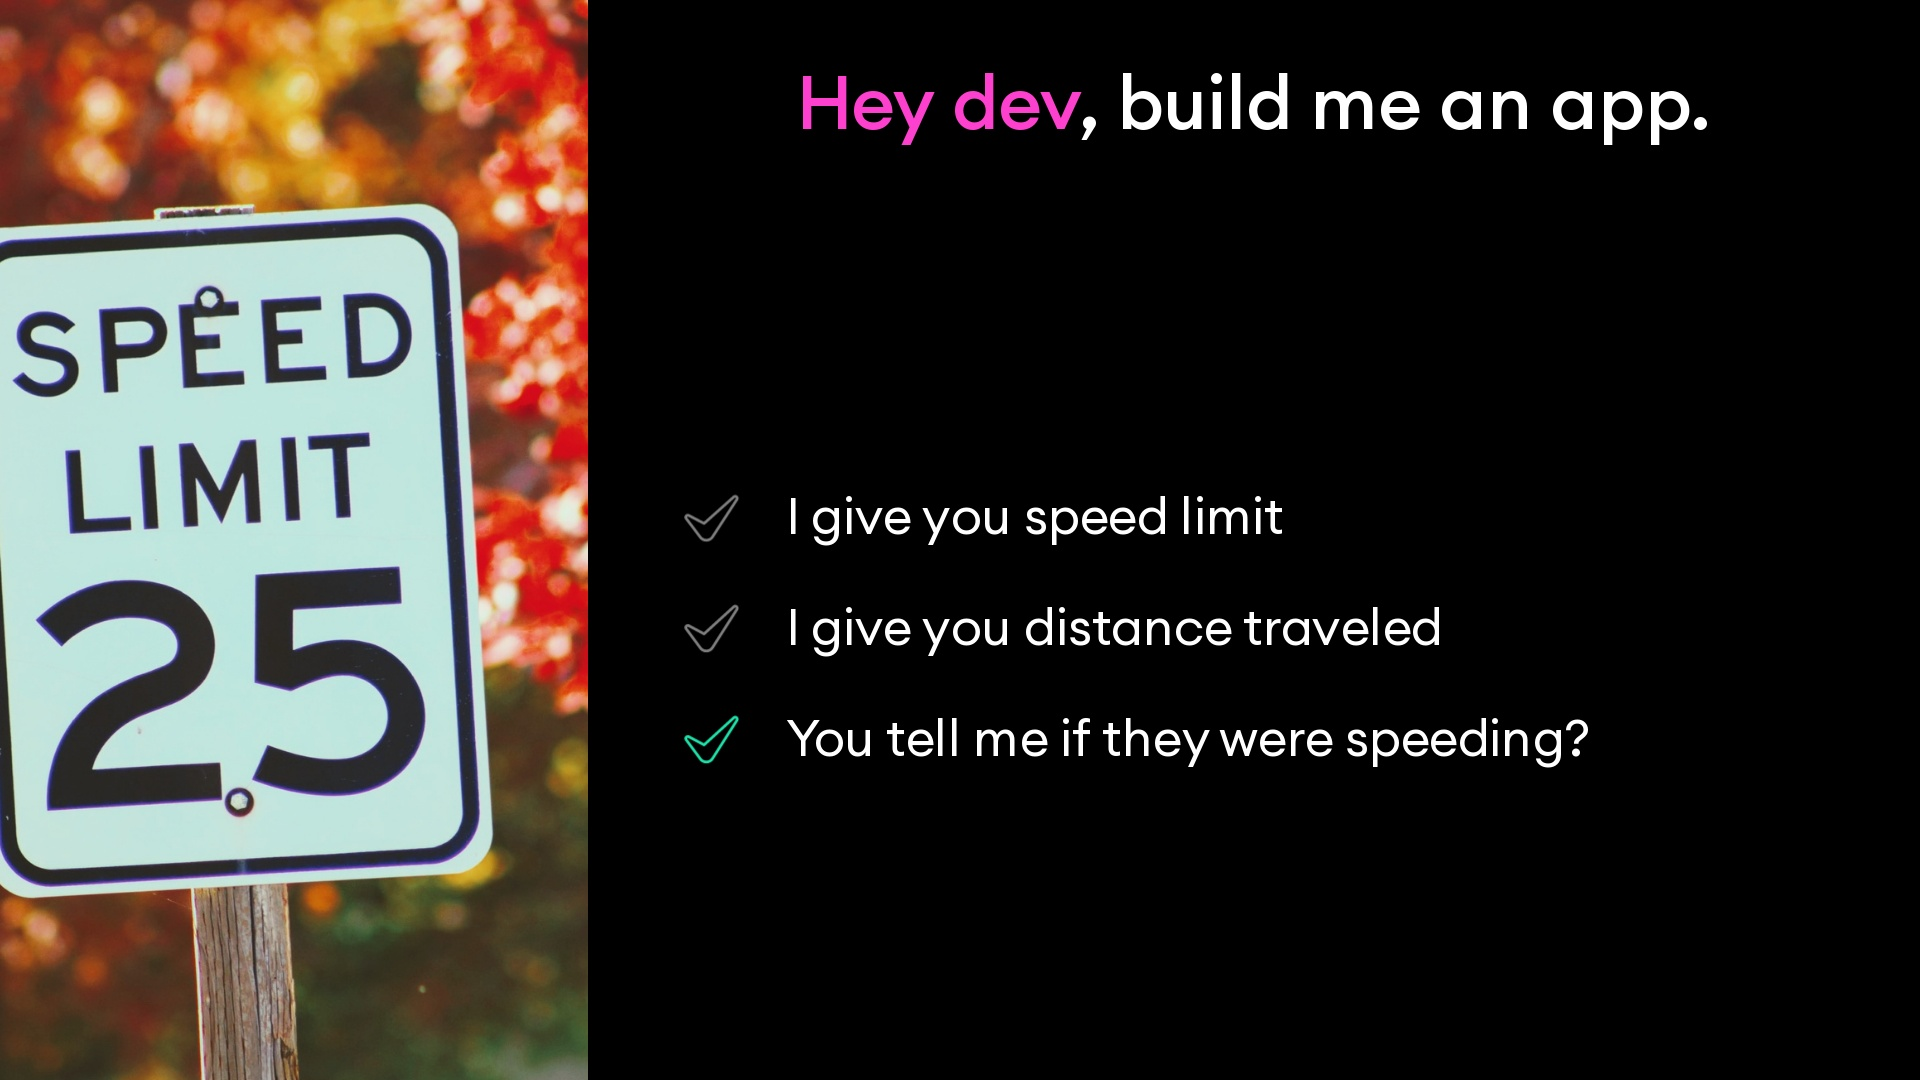 SPEED
LIMIT
25
Hey dev, build me an app.
I give you speed limit
I give you distance traveled
You tell me if they were speeding?